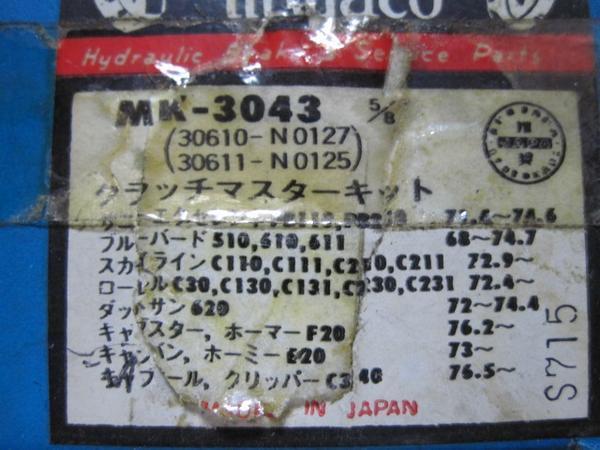 Hydraulic Service Parts
MK-3043 5/8
(30610-N0127)
(30611-N0125)
クラッチマスターキット
71.6〜74.6
ブルーバード 510,610,611 68〜74.7
スカイライン C110,C111,C210,C211 72.9〜
ローレル C30,C130,C131,C230,C231 72.4〜
ダットサン 620 72〜74.4
キャブスター, ホーマー F20 76.2〜
キャラバン, ホーミー E20 73〜
キャブオール, クリッパー C340 76.5〜
MADE IN JAPAN
S715